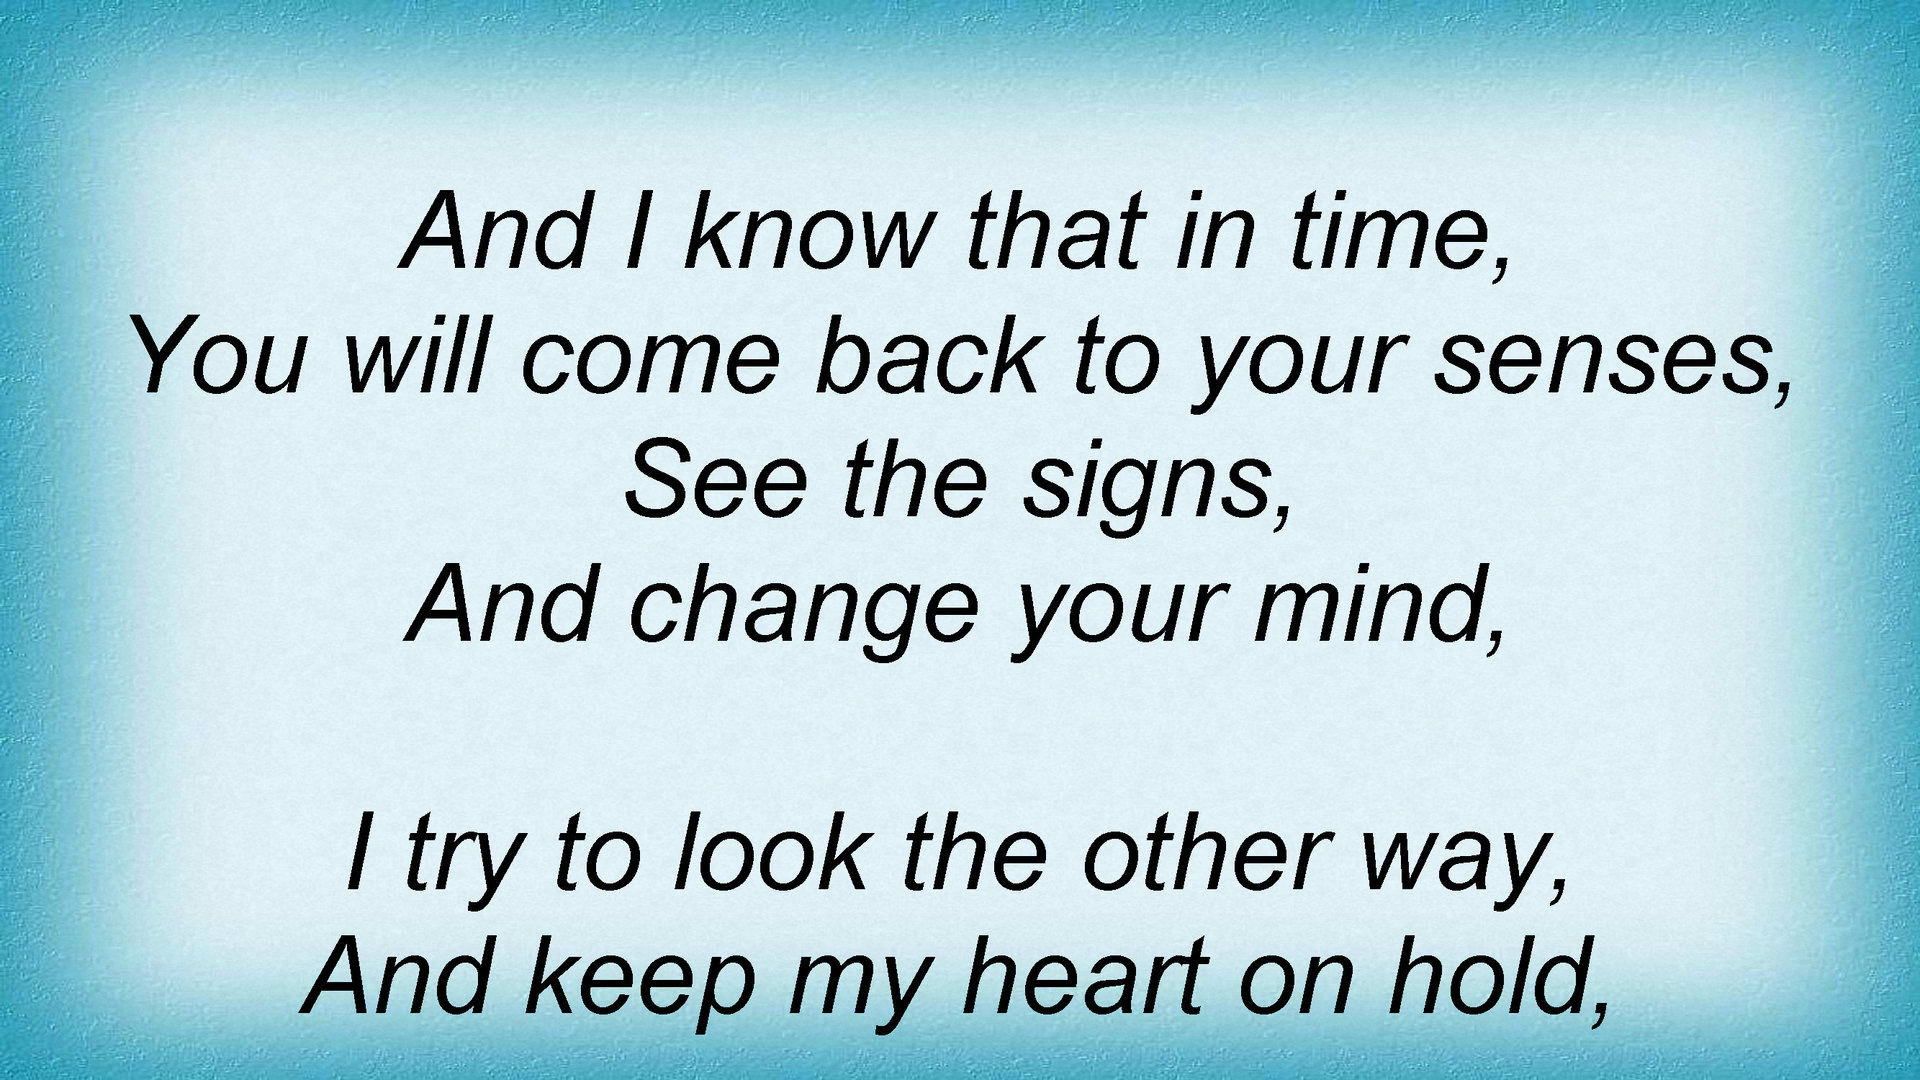 And I know that in time,
You will come back to your senses,
See the signs,
And change your mind,
I try to look the other way,
And keep my heart on hold,